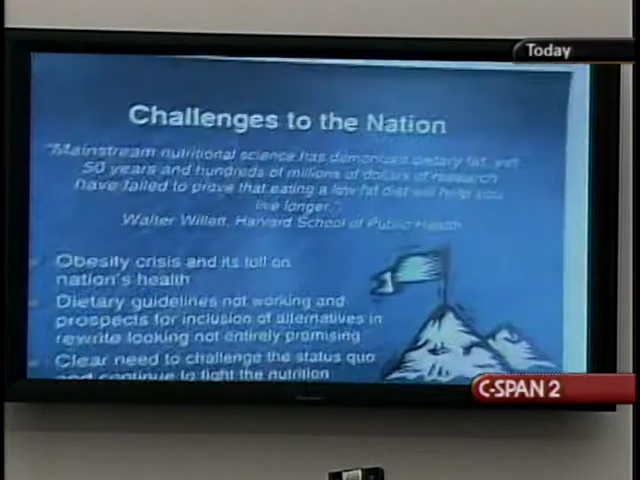 Today
Challenges to the Nation
"Mainstream nutritional science has demonized dietary fat, yet
50 years and hundreds of millions of dollars of research
have failed to prove that eating a low fat diet will help you
live longer."
Walter Willett, Harvard School of Public Health
Obesity crisis and its toll on
nation's health
Dietary guidelines not working and
prospects for inclusion of alternatives in
rewrite looking not entirely promising
Clear need to challenge the status quo
and continue to fight the nutrition
C-SPAN 2